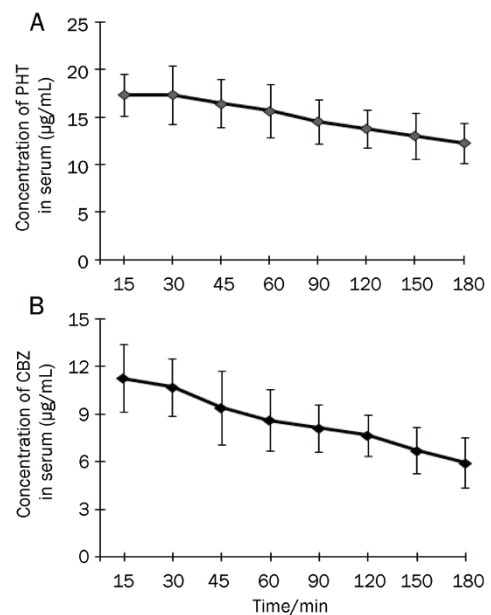 A
Concentration of PHT
in serum (µg/mL)
25
20
15
10
5
0
15 30 45 60 90 120 150 180
B
Concentration of CBZ
in serum (µg/mL)
15
12
9
6
3
0
15 30 45 60 90 120 150 180
Time/min